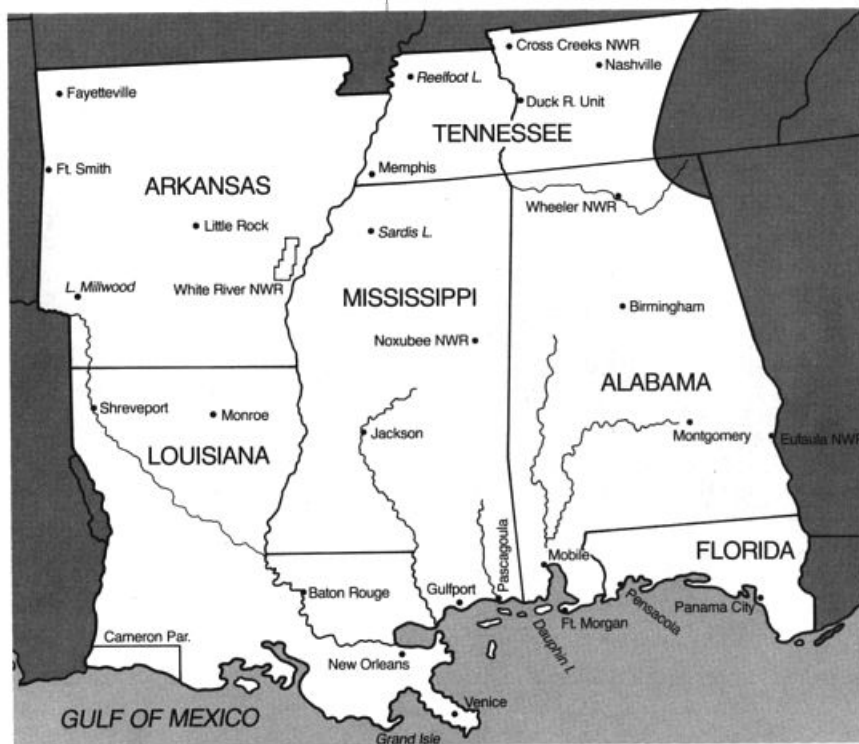 Cross Creeks NWR
Nashville
Reelfoot L.
Fayetteville
Duck R. Unit
TENNESSEE
Ft. Smith
Memphis
ARKANSAS
Wheeler NWR
Little Rock
Sardis L.
L. Millwood
White River NWR
MISSISSIPPI
Birmingham
Noxubee NWR
ALABAMA
Shreveport
Monroe
Jackson
Montgomery
Eufaula NWR
LOUISIANA
Mobile
FLORIDA
Pascagoula
Baton Rouge
Gulfport
Pensacola
Panama City
Ft. Morgan
Dauphin I.
Cameron Par.
New Orleans
Venice
GULF OF MEXICO
Grand Isle